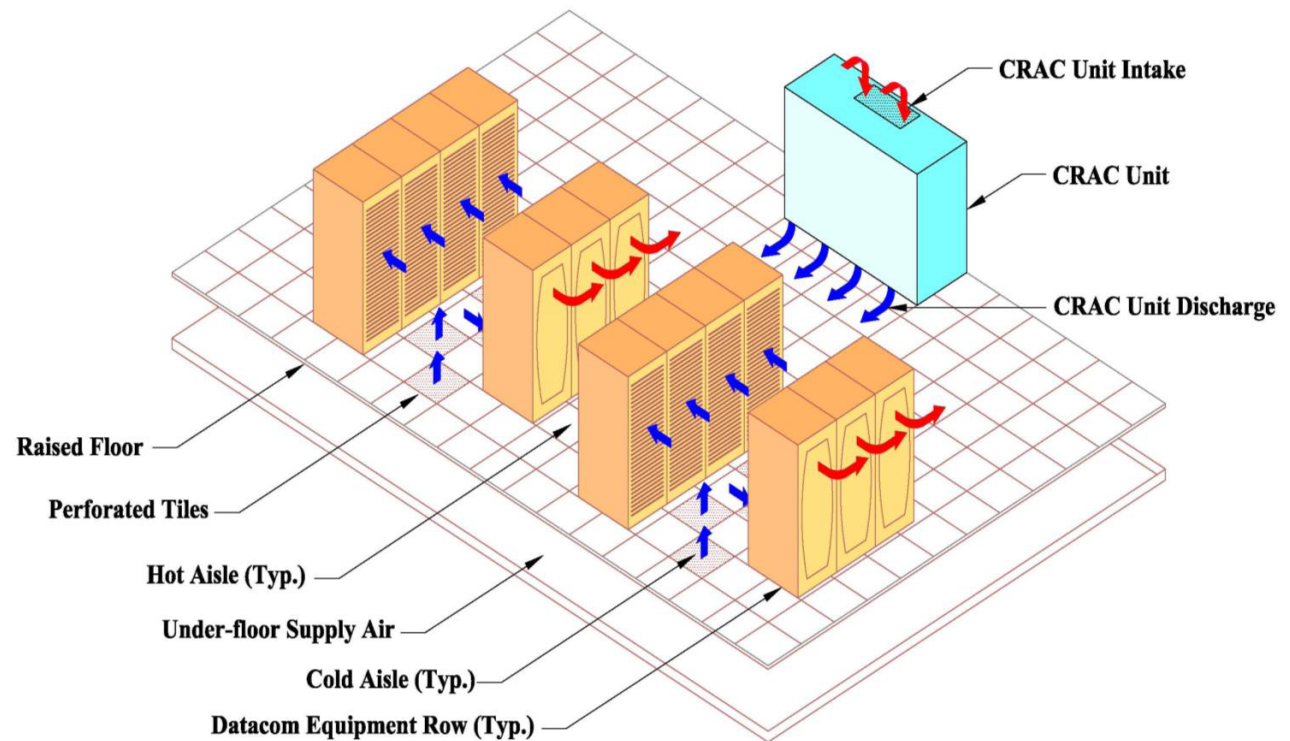 CRAC Unit Intake
CRAC Unit
CRAC Unit Discharge
Raised Floor
Perforated Tiles
Hot Aisle (Typ.)
Under-floor Supply Air
Cold Aisle (Typ.)
Datacom Equipment Row (Typ.)